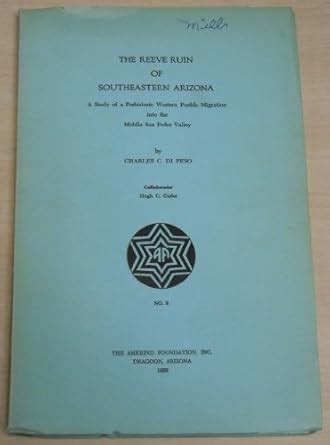 Mills
THE REEVE RUIN
OF
SOUTHEASTERN ARIZONA
A Study of a Prehistoric Western Pueblo Migration
into the
Middle San Pedro Valley
by
CHARLES C. DI PESO
Collaborator
Hugh C. Cutler
AF
NO. 8
THE AMERIND FOUNDATION, INC.
DRAGOON, ARIZONA
1958